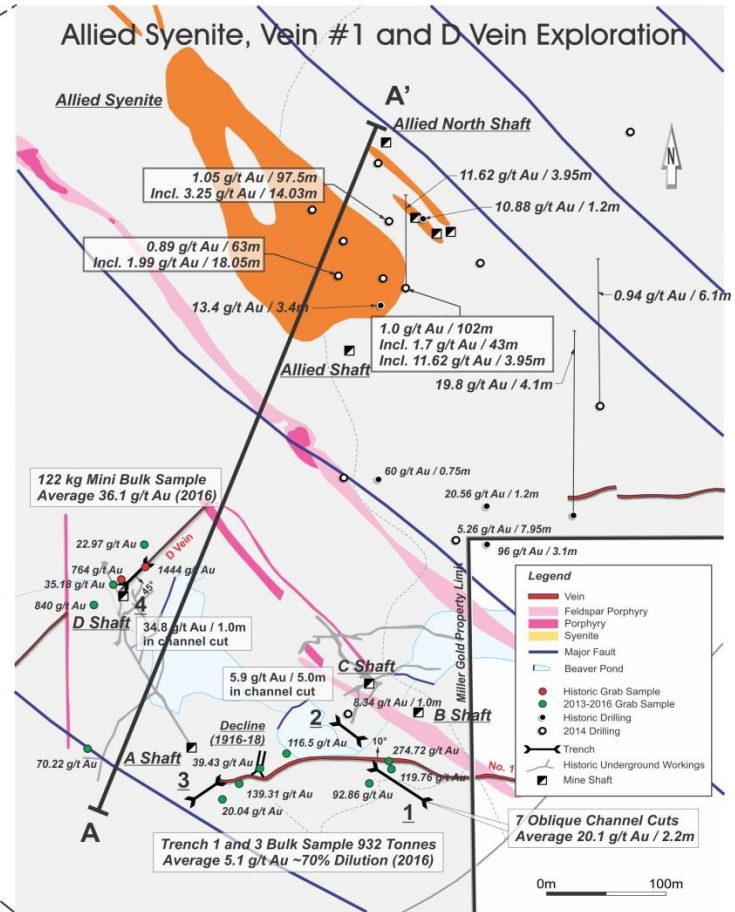 Allied Syenite, Vein #1 and D Vein Exploration
Allied Syenite
A'
Allied North Shaft
N
1.05 g/t Au / 97.5m
Incl. 3.25 g/t Au / 14.03m
11.62 g/t Au / 3.95m
10.88 g/t Au / 1.2m
0.89 g/t Au / 63m
Incl. 1.99 g/t Au / 18.05m
0.94 g/t Au / 6.1m
13.4 g/t Au / 3.4m
1.0 g/t Au / 102m
Incl. 1.7 g/t Au / 43m
Incl. 11.62 g/t Au / 3.95m
Allied Shaft
19.8 g/t Au / 4.1m
122 kg Mini Bulk Sample
Average 36.1 g/t Au (2016)
60 g/t Au / 0.75m
20.56 g/t Au / 1.2m
5.26 g/t Au / 7.95m
96 g/t Au / 3.1m
22.97 g/t Au
D Vein
764 g/t Au
1444 g/t Au
35.18 g/t Au
45°
4
840 g/t Au
D Shaft
34.8 g/t Au / 1.0m
in channel cut
5.9 g/t Au / 5.0m
in channel cut
C Shaft
8.34 g/t Au / 1.0m
B Shaft
2
Miller Gold Property Limit
Legend
Vein
Feldspar Porphyry
Porphyry
Syenite
Major Fault
Beaver Pond
Historic Grab Sample
2013-2016 Grab Sample
Historic Drilling
2014 Drilling
Trench
Historic Underground Workings
Mine Shaft
A Shaft
Decline
(1916-18)
116.5 g/t Au
10°
274.72 g/t Au
70.22 g/t Au
39.43 g/t Au
No. 1
3
119.76 g/t Au
139.31 g/t Au
92.86 g/t Au
20.04 g/t Au
1
A
7 Oblique Channel Cuts
Average 20.1 g/t Au / 2.2m
Trench 1 and 3 Bulk Sample 932 Tonnes
Average 5.1 g/t Au ~70% Dilution (2016)
0m
100m